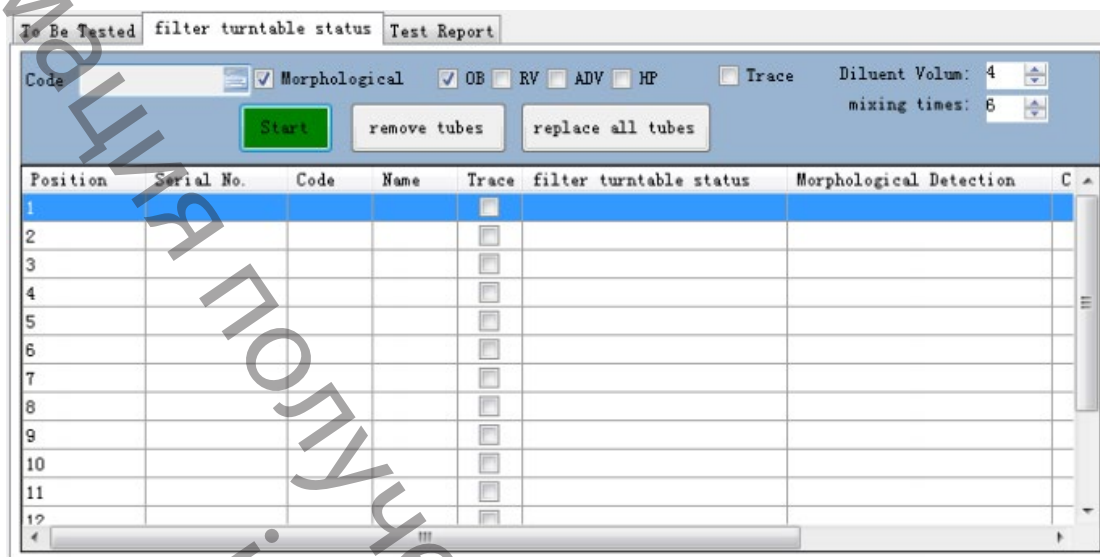 To Be Tested filter turntable status Test Report
Code Morphological OB RV ADV HP Trace Diluent Volum: 4
mixing times: 6
Start remove tubes replace all tubes
Position Serial No. Code Name Trace filter turntable status Morphological Detection C
1
2
3
4
5
6
7
8
9
10
11
12
мация получе